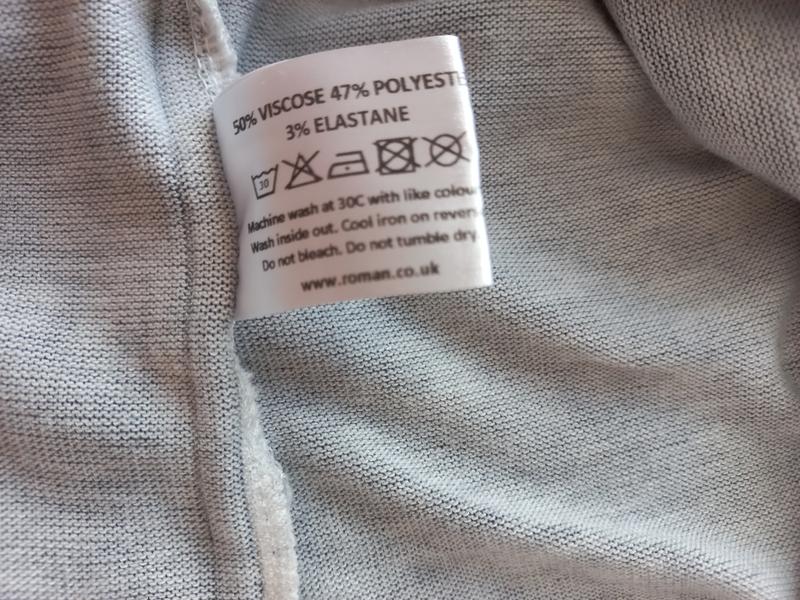 50% VISCOSE 47% POLYESTE
3% ELASTANE
30
Machine wash at 30C with like colou
Wash inside out. Cool iron on rever
Do not bleach. Do not tumble dry.
www.roman.co.uk